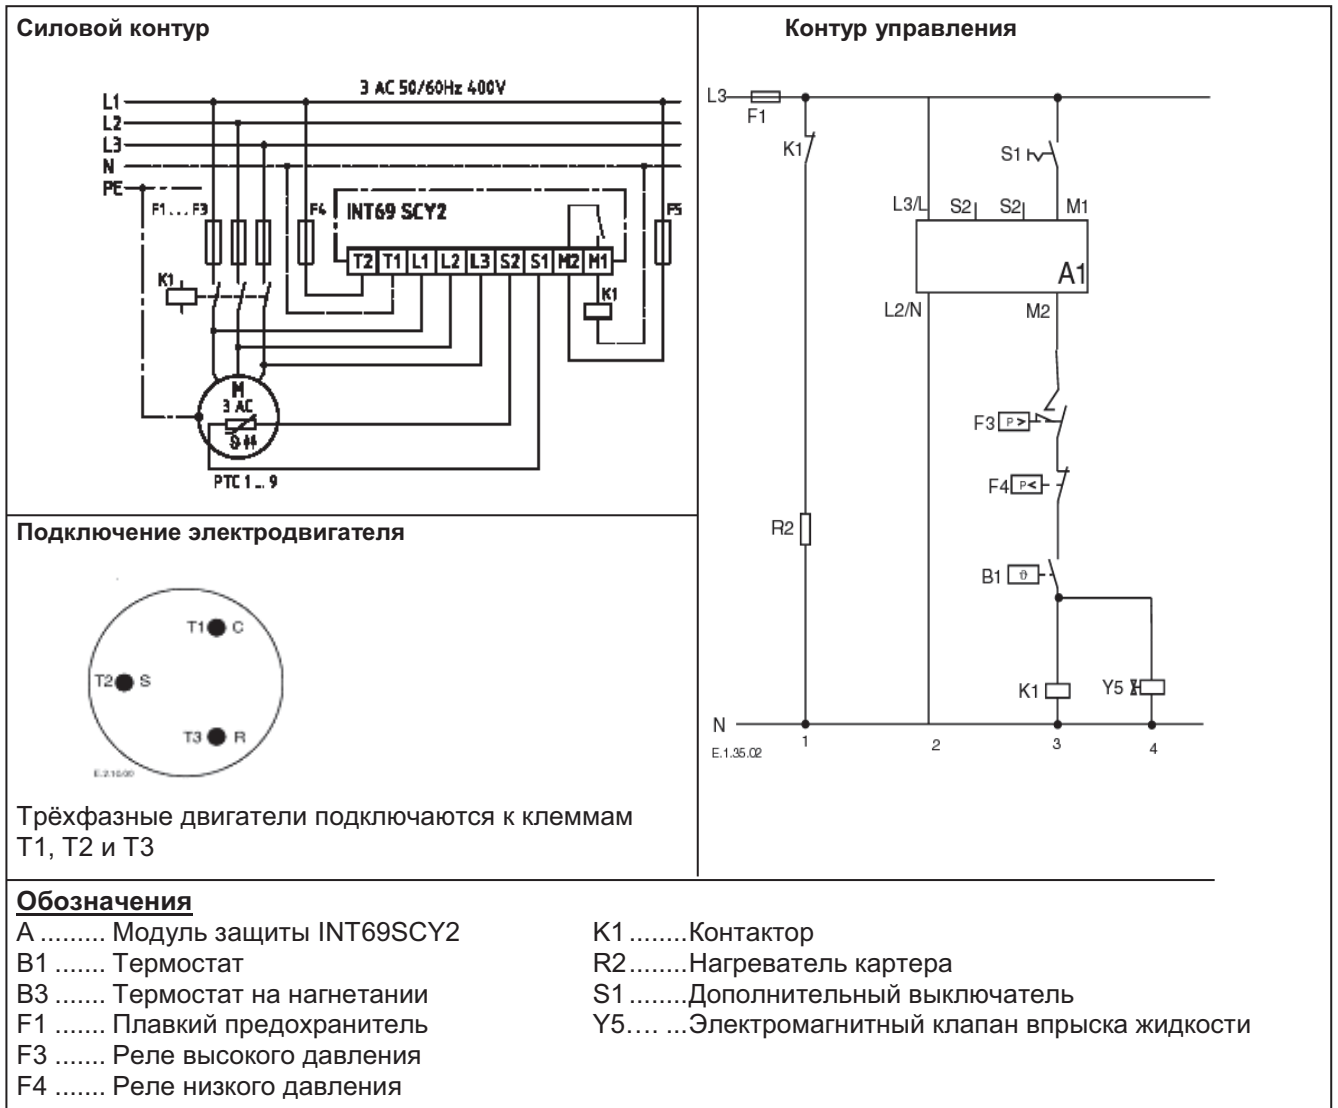 Силовой контур
3 AC 50/60Hz 400V
L1
L2
L3
N
PE
F1...F3
F4
INT69 SCY2
F5
T2 T1 L1 L2 L3 S2 S1 M2 M1
K1
K1
M
3 AC
PTC 1 ... 9
Контур управления
L3
F1
K1
S1
L3/L
S2
S2
M1
A1
L2/N
M2
F3
P >
F4
P <
R2
B1
ϑ
K1
Y5
N
1
2
3
4
E.1.35.02
Подключение электродвигателя
T1 C
T2 S
T3 R
E.2.10.00
Трёхфазные двигатели подключаются к клеммам
T1, T2 и T3
Обозначения
A ......... Модуль защиты INT69SCY2
B1 ....... Термостат
B3 ....... Термостат на нагнетании
F1 ....... Плавкий предохранитель
F3 ....... Реле высокого давления
F4 ....... Реле низкого давления
K1........Контактор
R2........Нагреватель картера
S1........Дополнительный выключатель
Y5.... ...Электромагнитный клапан впрыска жидкости